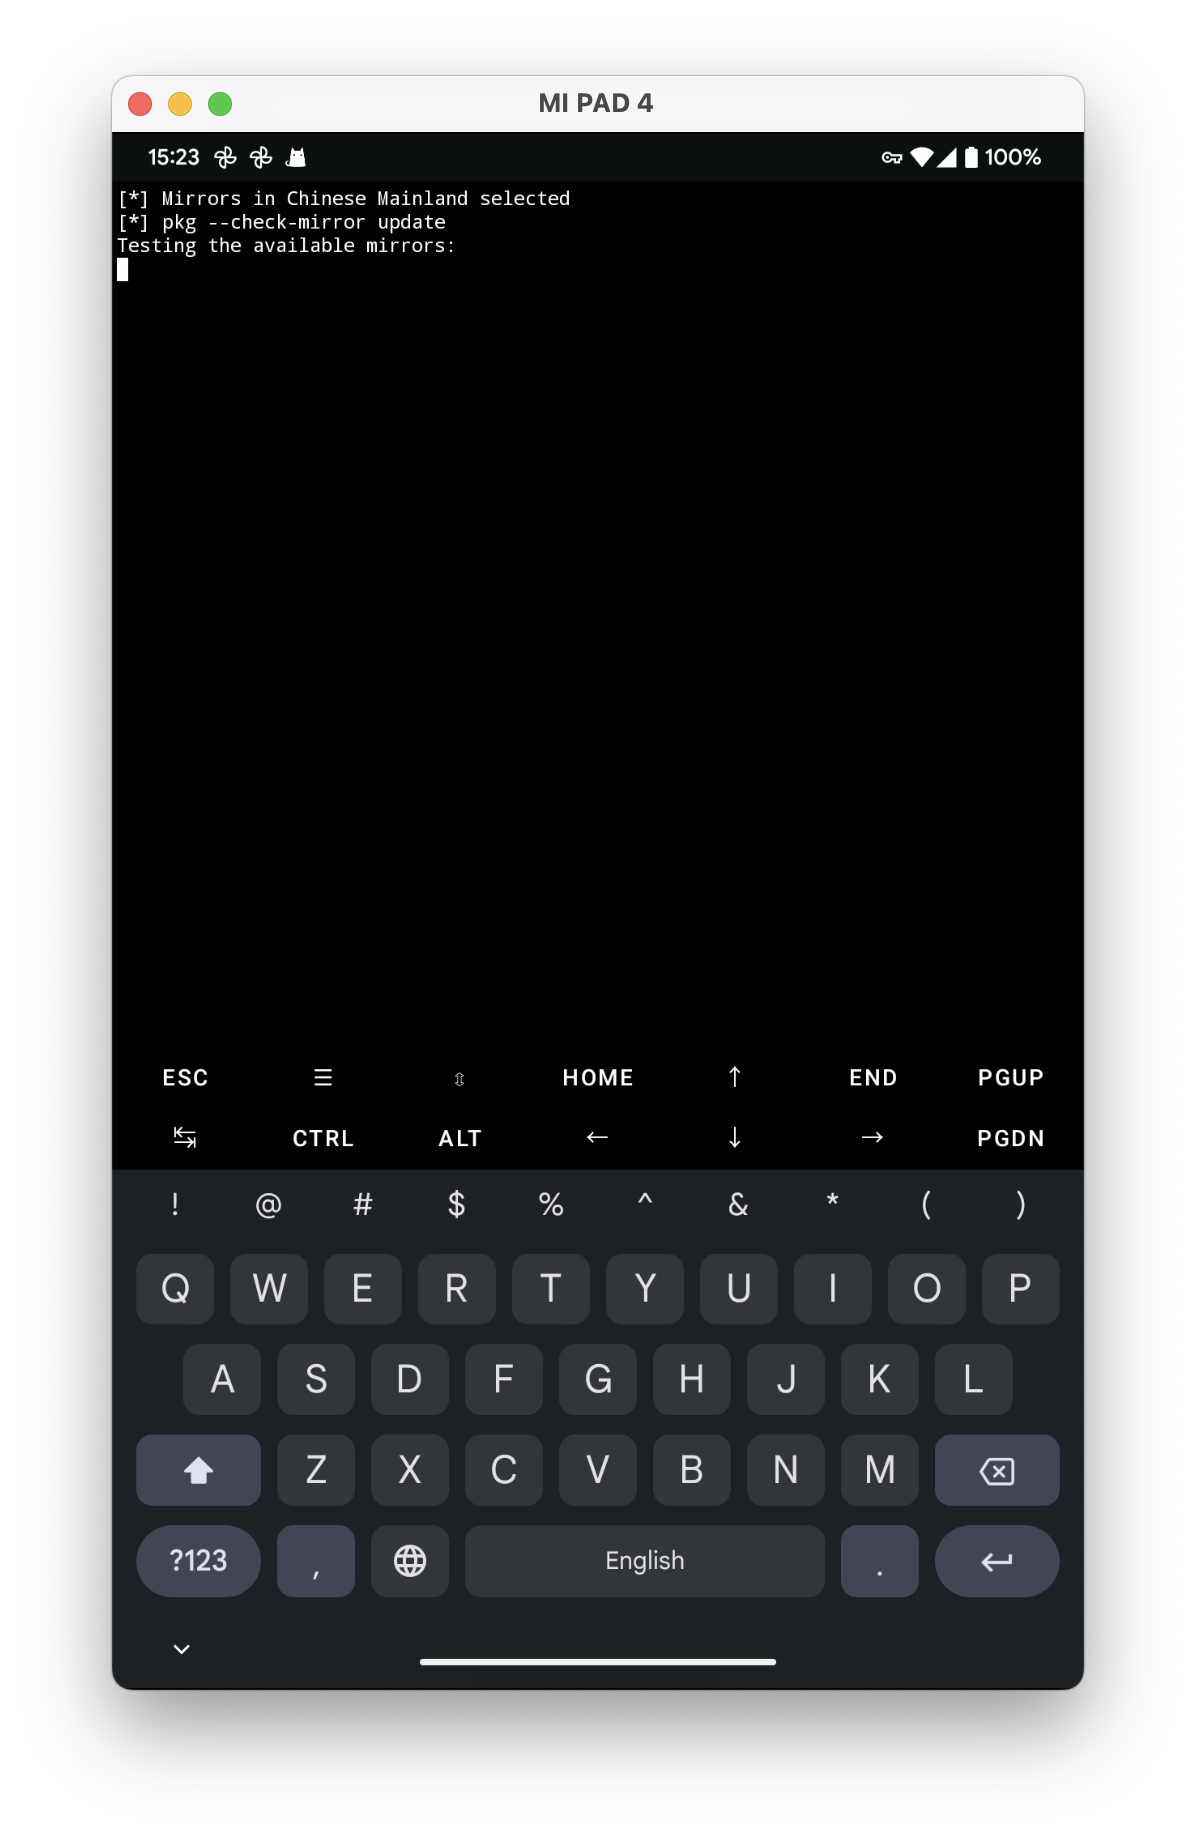 MI PAD 4
15:23 100%
[*] Mirrors in Chinese Mainland selected
[*] pkg --check-mirror update
Testing the available mirrors:
ESC ☰ ⇳ HOME ↑ END PGUP
↹ CTRL ALT ← ↓ → PGDN
! @ # $ % ^ & * ( )
Q W E R T Y U I O P
A S D F G H J K L
Z X C V B N M
?123 , English .